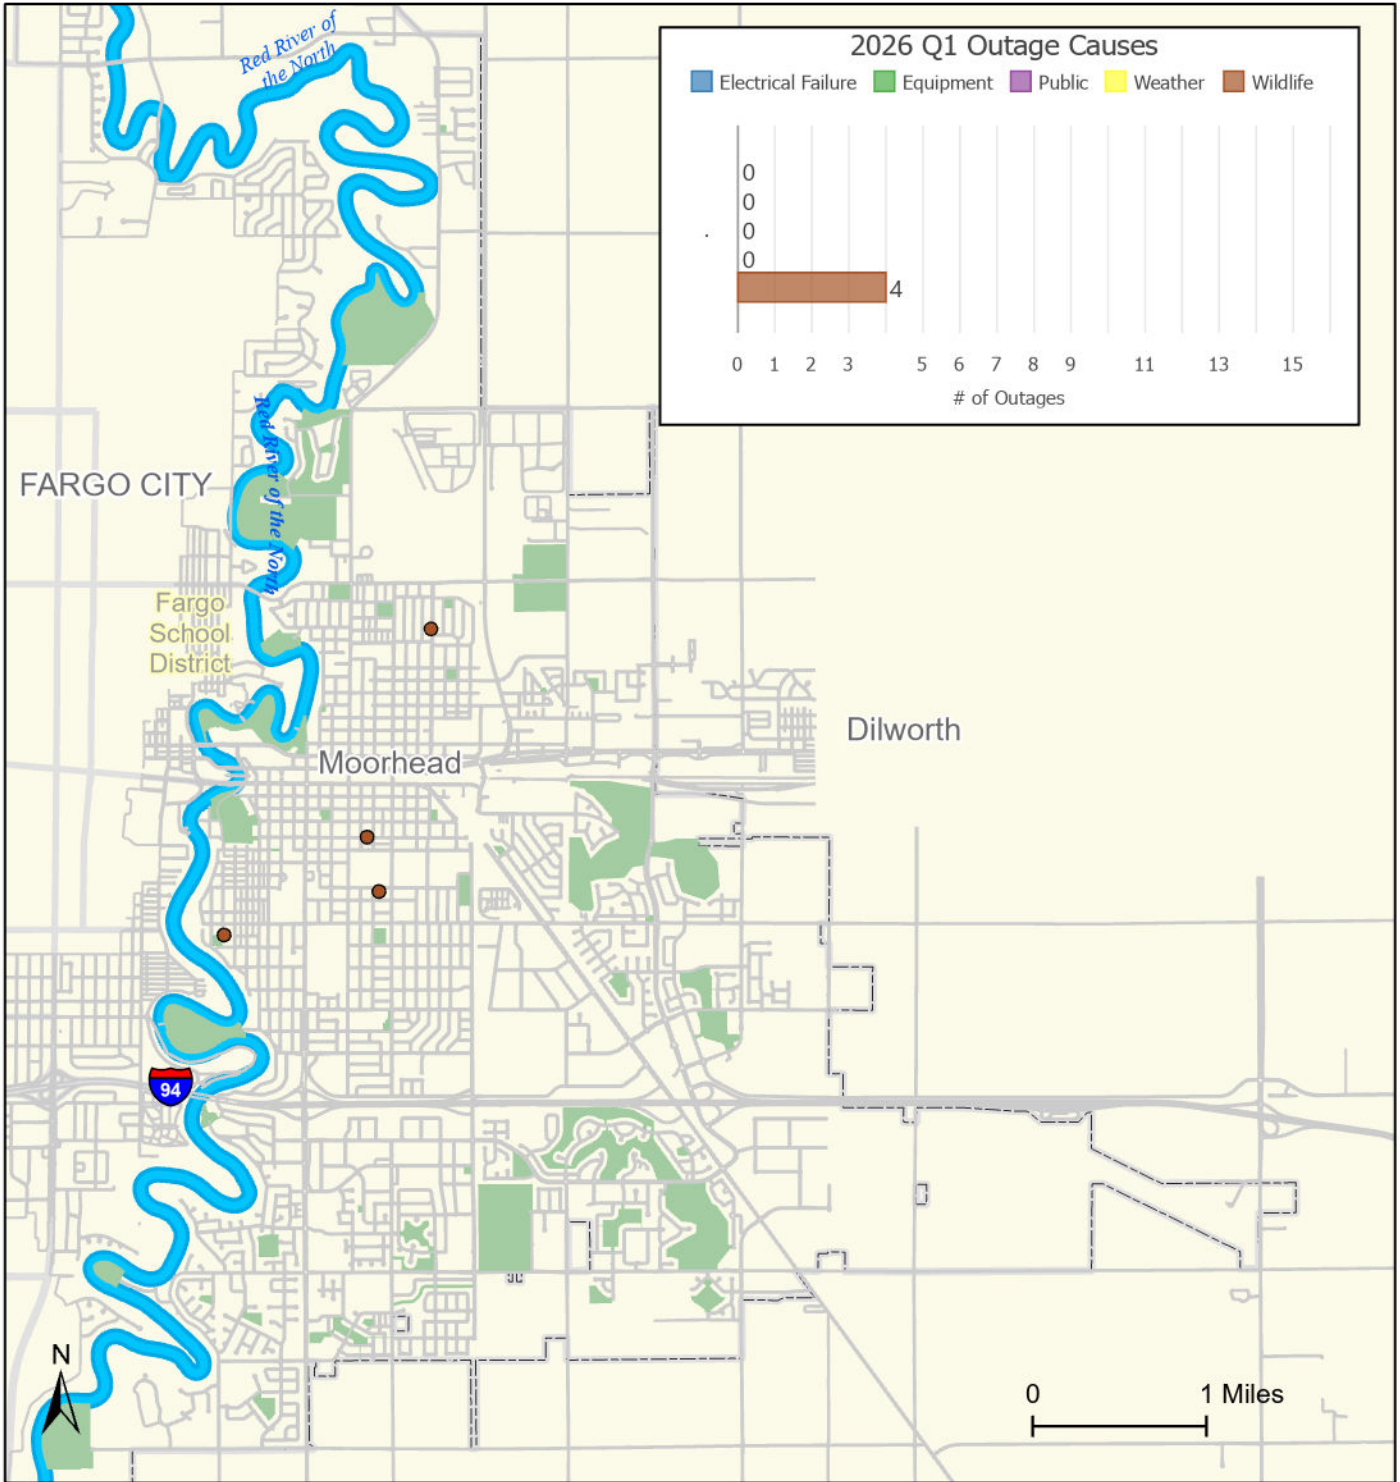 2026 Q1 Outage Causes
Electrical Failure Equipment Public Weather Wildlife
0
0
0
0
4
0 1 2 3 5 6 7 8 9 11 13 15
# of Outages
Red River of
the North
Red River of the North
FARGO CITY
Fargo
School
District
Dilworth
Moorhead
94
N
0 1 Miles